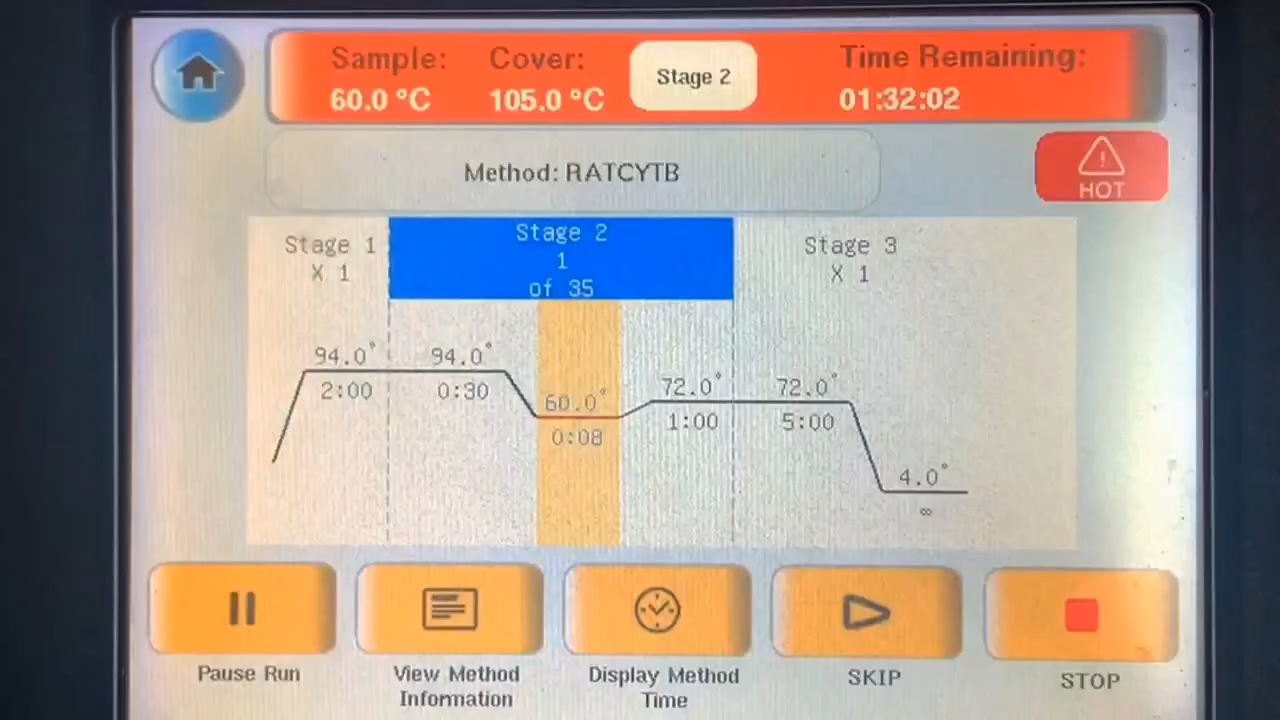 Sample: Cover: Stage 2 Time Remaining:
60.0 °C 105.0 °C 01:32:02
Method: RATCYTB
HOT
Stage 1 Stage 2 Stage 3
X 1 1 X 1
of 35
94.0° 94.0° 60.0° 72.0° 72.0° 4.0°
2:00 0:30 0:08 1:00 5:00 ∞
Pause Run
View Method
Information
Display Method
Time
SKIP
STOP